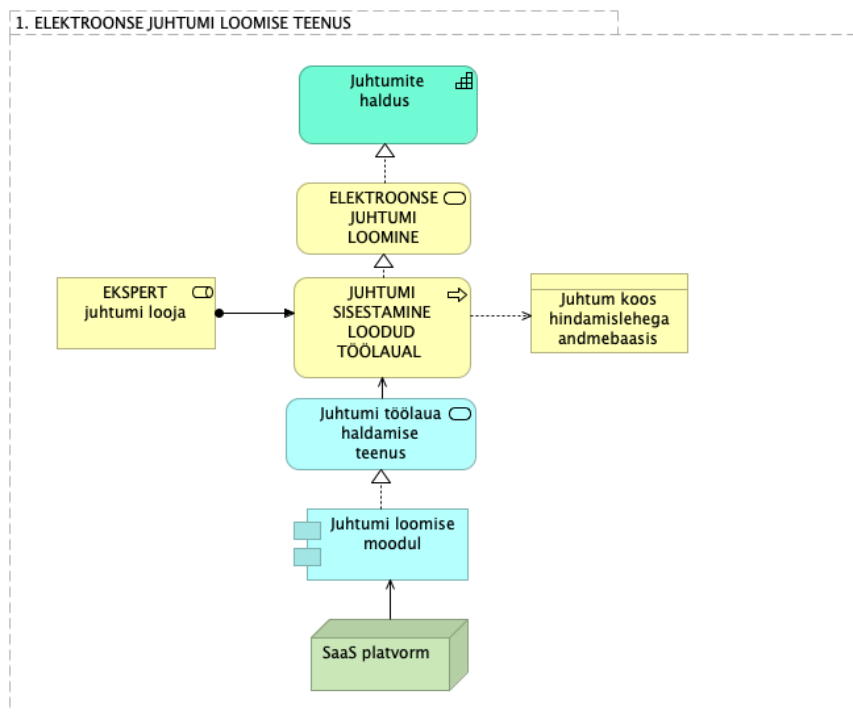 1. ELEKTROONSE JUHTUMI LOOMISE TEENUS
Juhtumite
haldus
ELEKTROONSE
JUHTUMI
LOOMINE
EKSPERT
juhtumi looja
JUHTUMI
SISESTAMINE
LOODUD
TÖÖLAUAL
Juhtum koos
hindamislehega
andmebaasis
Juhtumi töölaua
haldamise
teenus
Juhtumi loomise
moodul
SaaS platvorm